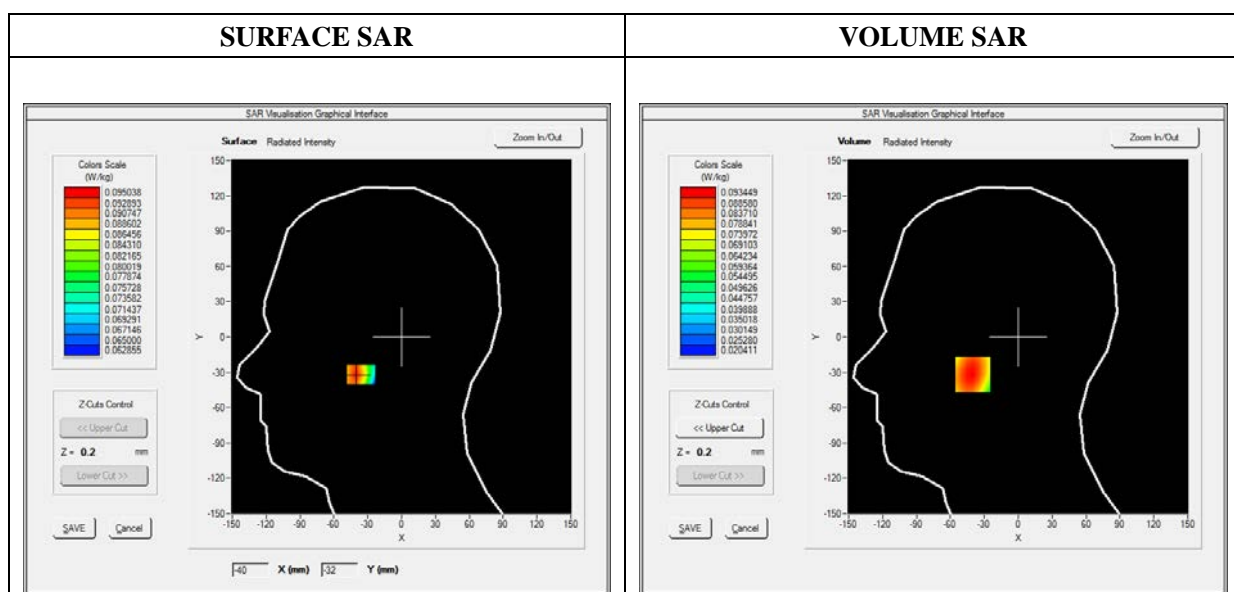 SURFACE SAR
VOLUME SAR
SAR Visualisation Graphical Interface
Surface Radiated Intensity
Zoom In/Out
Colors Scale
(W/kg)
0.095038
0.092893
0.090747
0.088602
0.086456
0.084310
0.082165
0.080019
0.077874
0.075728
0.073582
0.071437
0.069291
0.067146
0.065000
0.062855
Z-Cuts Control
<< Upper Cut
Z = 0.2 mm
Lower Cut >>
SAVE Cancel
150
120
90
60
30
0
-30
-60
-90
-120
-150
Y
-150 -120 -90 -60 -30 0 30 60 90 120 150
X
-40 X (mm) -32 Y (mm)
SAR Visualisation Graphical Interface
Volume Radiated Intensity
Zoom In/Out
Colors Scale
(W/kg)
0.093449
0.088580
0.083710
0.078841
0.073972
0.069103
0.064234
0.059364
0.054495
0.049626
0.044757
0.039888
0.035018
0.030149
0.025280
0.020411
Z-Cuts Control
<< Upper Cut
Z = 0.2 mm
Lower Cut >>
SAVE Cancel
150
120
90
60
30
0
-30
-60
-90
-120
-150
Y
-150 -120 -90 -60 -30 0 30 60 90 120 150
X